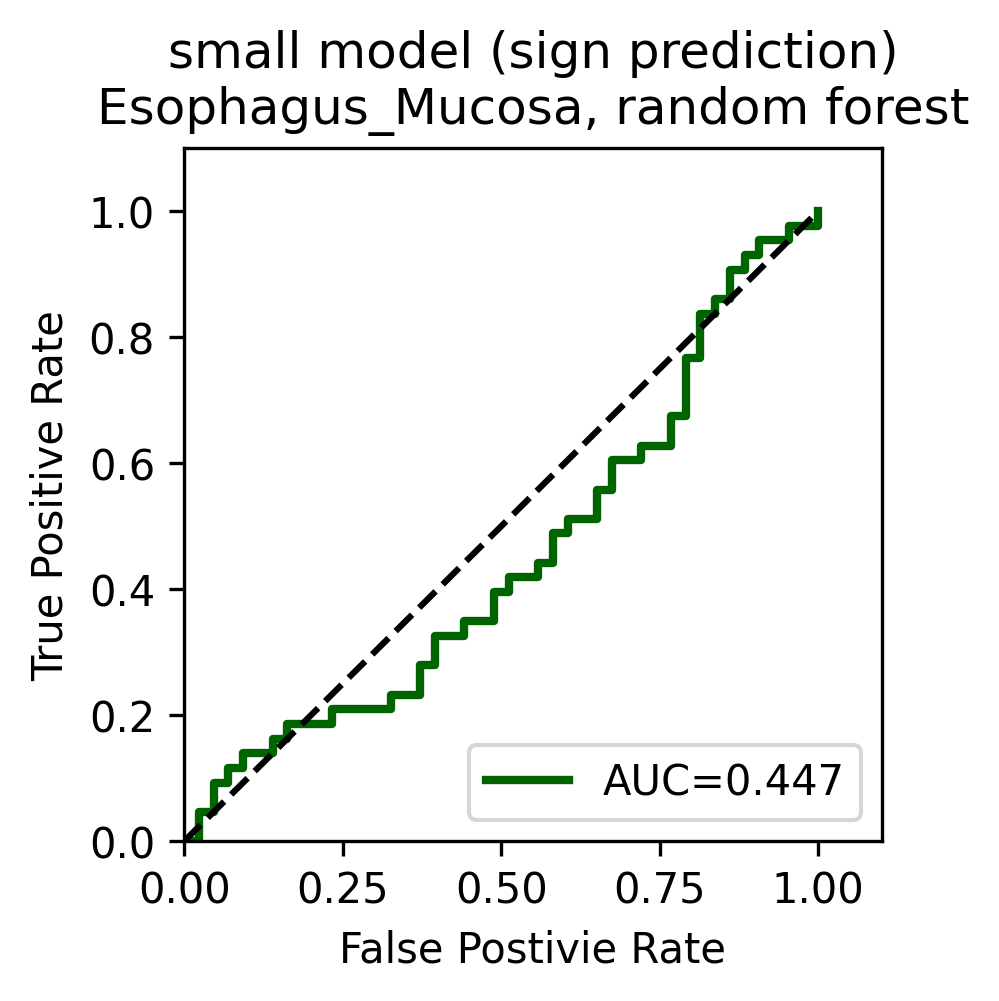 small model (sign prediction)
Esophagus_Mucosa, random forest
True Positive Rate
1.0
0.8
0.6
0.4
0.2
0.0
AUC=0.447
0.00 0.25 0.50 0.75 1.00
False Postivie Rate